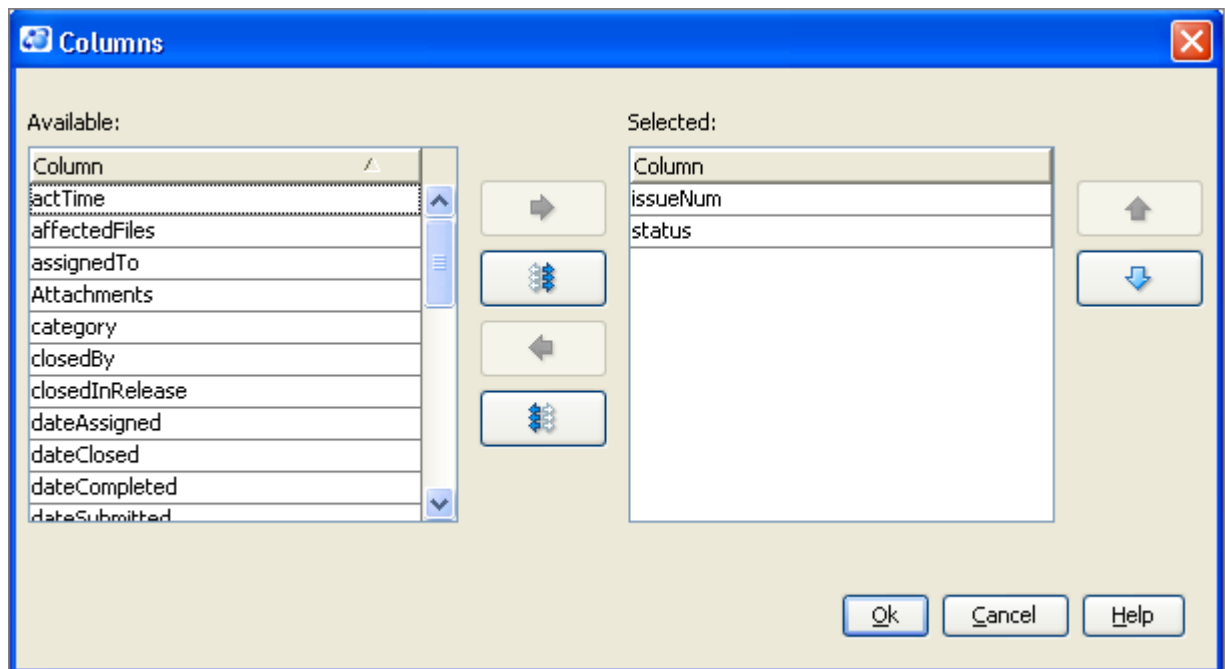 Columns
Available:
Selected:
Column
actTime
affectedFiles
assignedTo
Attachments
category
closedBy
closedInRelease
dateAssigned
dateClosed
dateCompleted
dateSubmitted
Column
issueNum
status
Ok
Cancel
Help